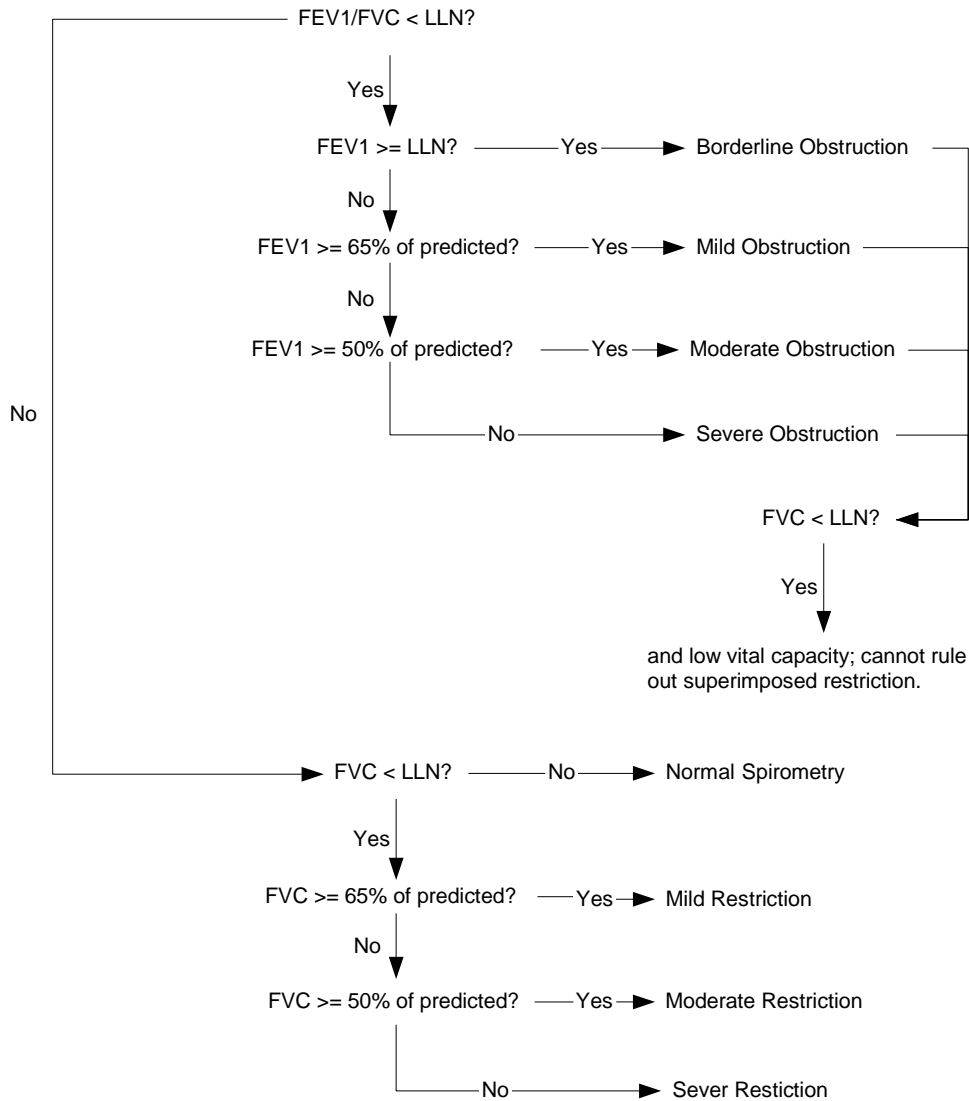 FEV1/FVC < LLN?
Yes
FEV1 >= LLN?
Yes
Borderline Obstruction
No
FEV1 >= 65% of predicted?
Yes
Mild Obstruction
No
FEV1 >= 50% of predicted?
Yes
Moderate Obstruction
No
No
Severe Obstruction
FVC < LLN?
Yes
and low vital capacity; cannot rule
out superimposed restriction.
FVC < LLN?
No
Normal Spirometry
Yes
FVC >= 65% of predicted?
Yes
Mild Restriction
No
FVC >= 50% of predicted?
Yes
Moderate Restriction
No
Sever Restiction